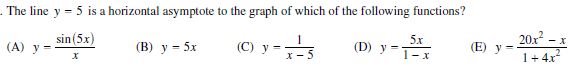 . The line y = 5 is a horizontal asymptote to the graph of which of the following functions?
(A) y = sin(5x)/x (B) y = 5x (C) y = 1/(x − 5) (D) y = 5x/(1 − x) (E) y = (20x² − x)/(1 + 4x²)